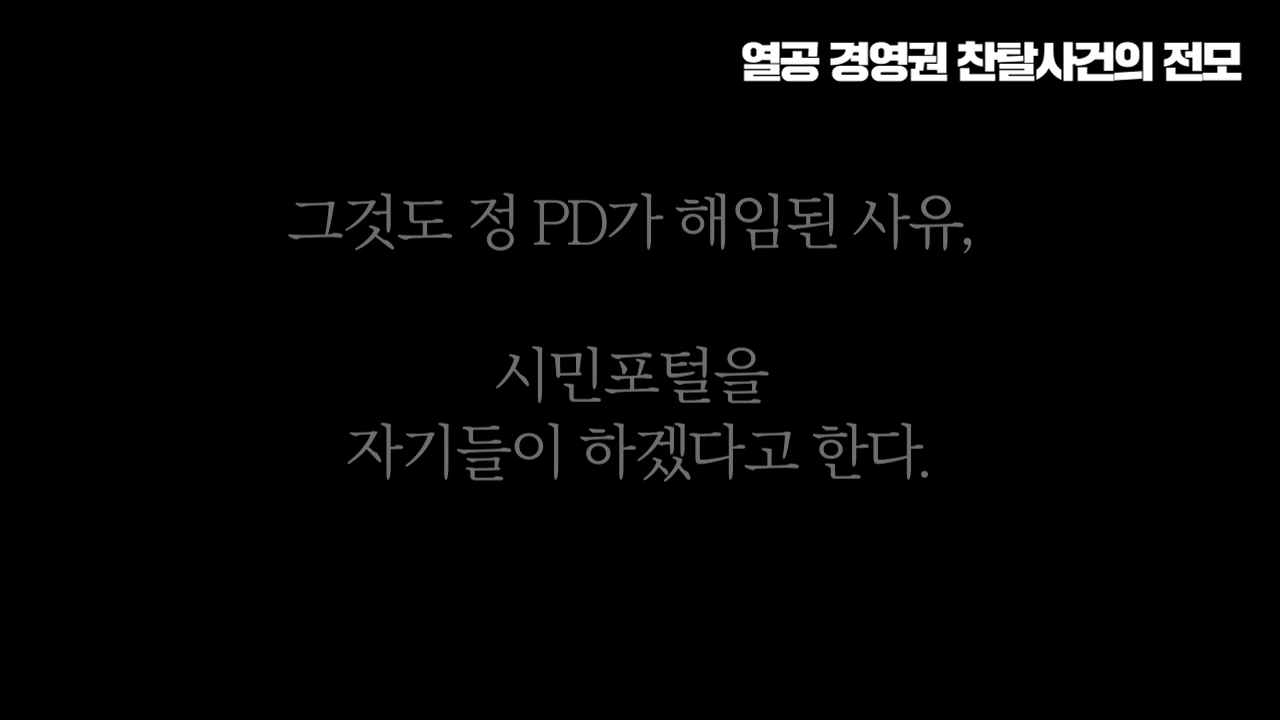 열공 경영권 찬탈사건의 전모
그것도 정 PD가 해임된 사유,
시민포털을
자기들이 하겠다고 한다.